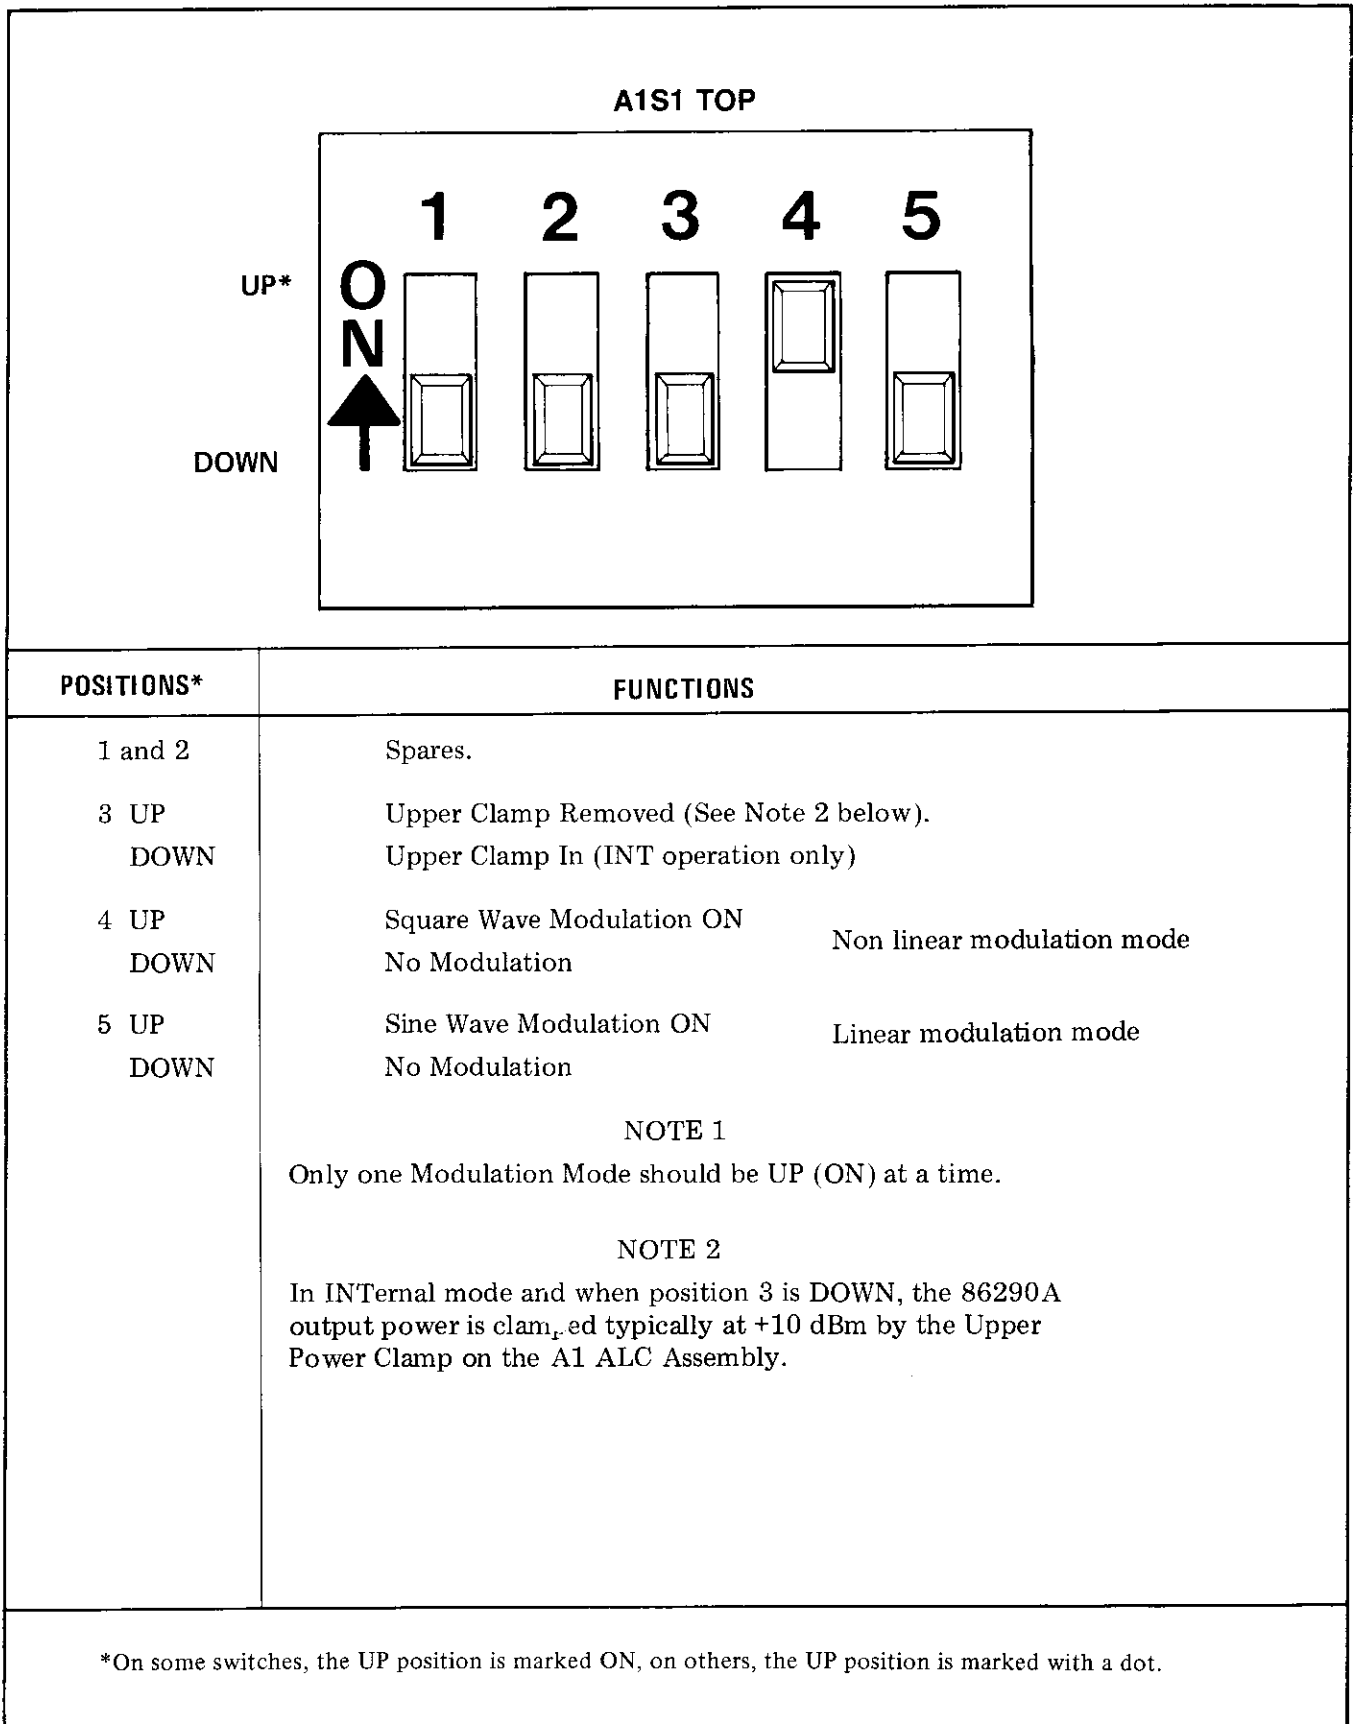 A1S1 TOP
1 2 3 4 5
UP*
ON
DOWN
POSITIONS* FUNCTIONS
1 and 2 Spares.
3 UP Upper Clamp Removed (See Note 2 below).
DOWN Upper Clamp In (INT operation only)
4 UP Square Wave Modulation ON
Non linear modulation mode
DOWN No Modulation
5 UP Sine Wave Modulation ON
Linear modulation mode
DOWN No Modulation
NOTE 1
Only one Modulation Mode should be UP (ON) at a time.
NOTE 2
In INTernal mode and when position 3 is DOWN, the 86290A
output power is clamped typically at +10 dBm by the Upper
Power Clamp on the A1 ALC Assembly.
*On some switches, the UP position is marked ON, on others, the UP position is marked with a dot.